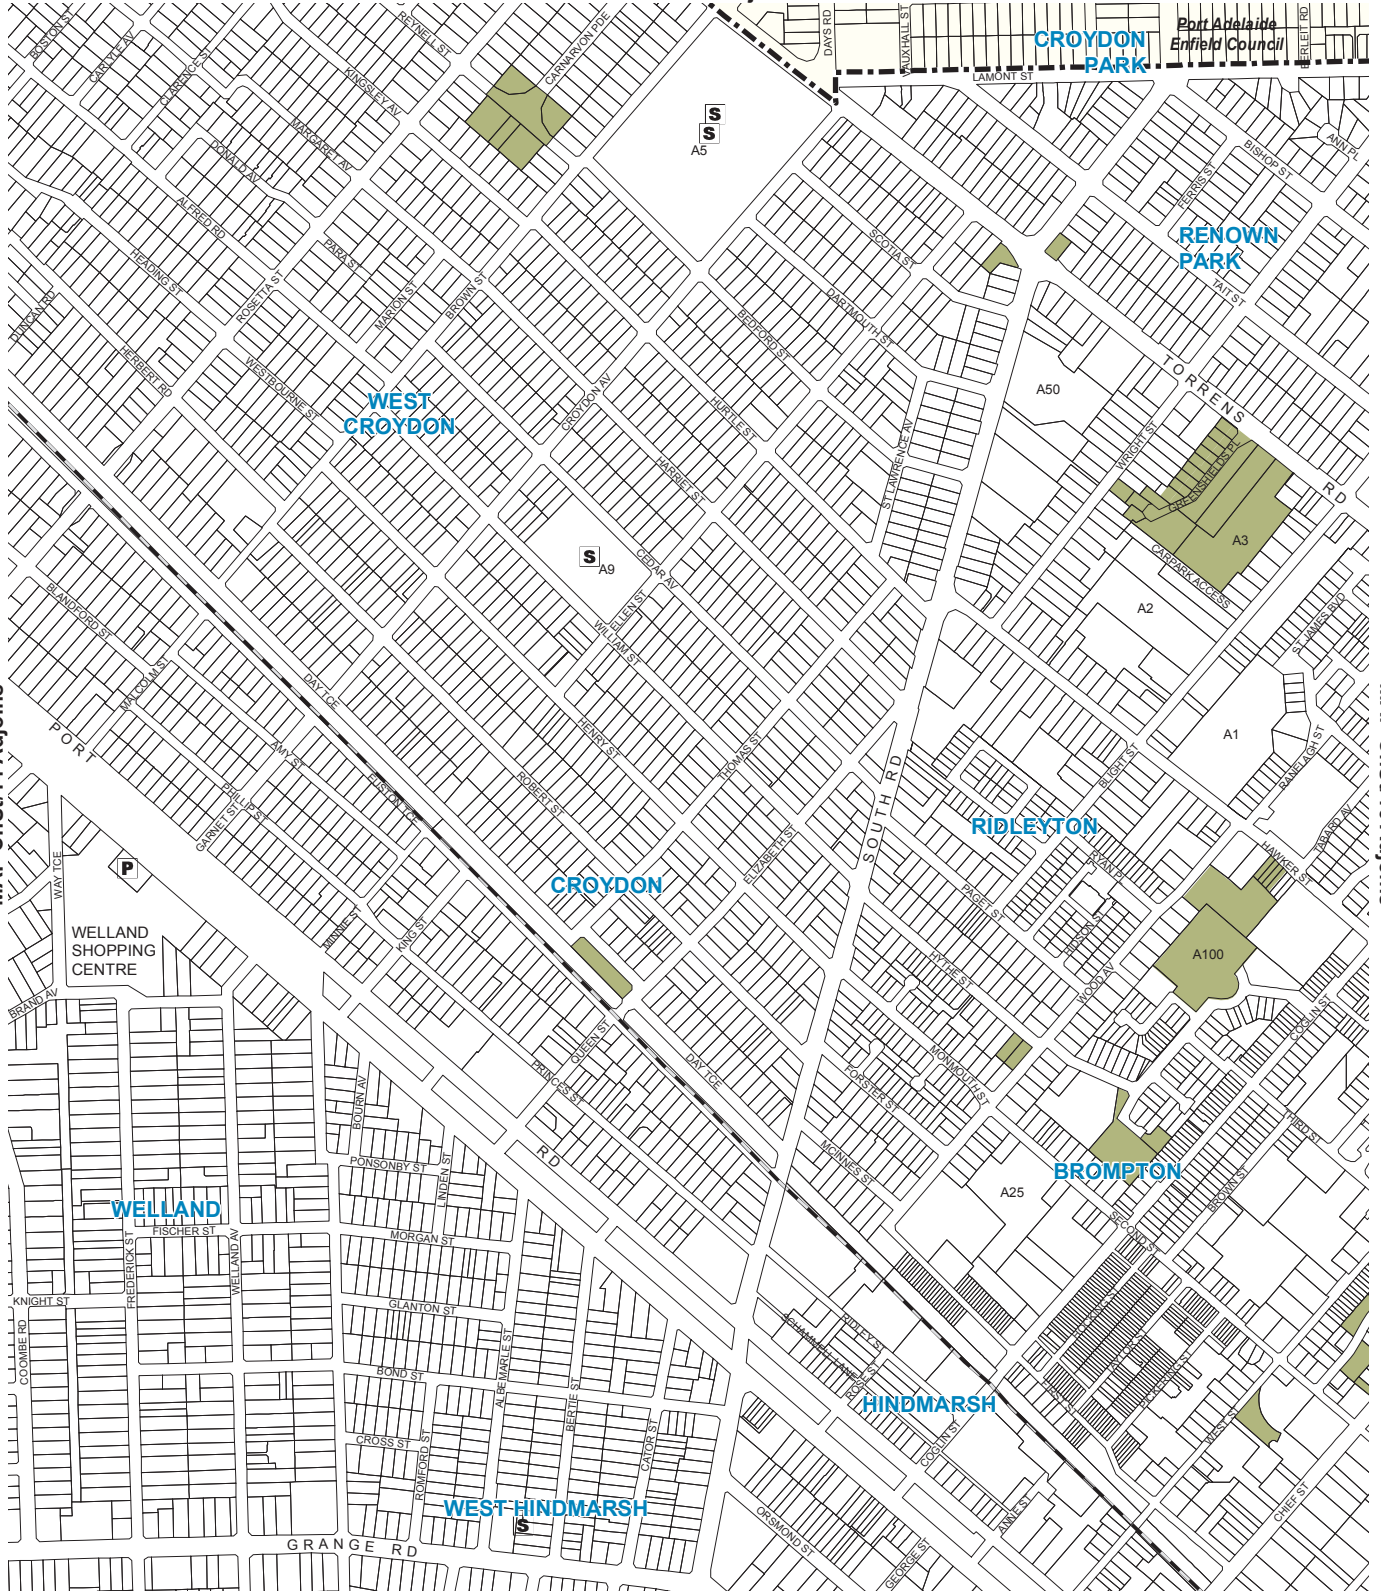 BOSTON ST
CARLYLE AV
CLARENCE ST
REYNELL ST
CARNARVON PDE
KINGSLEY AV
MARGARET AV
DONALD AV
ALFRED RD
HEADING ST
PARA ST
DUNCAN RD
ROSETTA ST
MARION ST
BROWN ST
HERBERT RD
WESTBOURNE ST
DAYS RD
VAUXHALL ST
CROYDON
PARK
Port Adelaide
Enfield Council
LAMONT ST
S
S
A5
ANN PL
BISHOP ST
FERRIS ST
RENOWN
PARK
TAIT ST
SCOTIA ST
DARTMOUTH ST
BEDFORD ST
HURTLE ST
CROYDON AV
HARRIET ST
WEST
CROYDON
A50
TORRENS
RD
WRIGHT ST
GREENSHIELDS PL
A3
CARPARK ACCESS
ST LAWRENCE AV
S
A9
CEDAR AV
ELLEN ST
WILLIAM ST
A2
ST JAMES BVD
BLANDFORD ST
MALCOLM ST
DAY TCE
HENRY ST
THOMAS ST
A1
RANELAGH ST
PORT
AMY ST
EUSTON TCE
ROBERT ST
BLIGHT ST
PHILLIP ST
GARNET ST
SOUTH RD
RIDLEYTON
TABARD AV
HAWKER ST
WAY TCE
P
ELIZABETH ST
RYAN PL
PAGET ST
CROYDON
WELLAND
SHOPPING
CENTRE
MINNIE ST
KING ST
HIDSON ST
A100
HYTHE ST
WOOD AV
BRAND AV
COGLIN ST
QUEEN ST
PRINCES ST
DAY TCE
MONMOUTH ST
FORSTER ST
BOURN AV
RD
THIRD ST
MCINNES ST
PONSONBY ST
LINDEN ST
BROMPTON
A25
BROWN ST
WELLAND
FISCHER ST
MORGAN ST
SECOND ST
FREDERICK ST
WELLAND AV
KNIGHT ST
GLANTON ST
COOMBE RD
RIDLEY ST
BOND ST
ALBEMARLE ST
BERTIE ST
HINDMARSH
FIRST ST
PICKERING ST
WEST ST
COGLIN ST
CROSS ST
ROMFORD ST
CATOR ST
WEST HINDMARSH
S
ORSMOND ST
ANNE ST
CHIEF ST
GRANGE RD
GEORGE ST